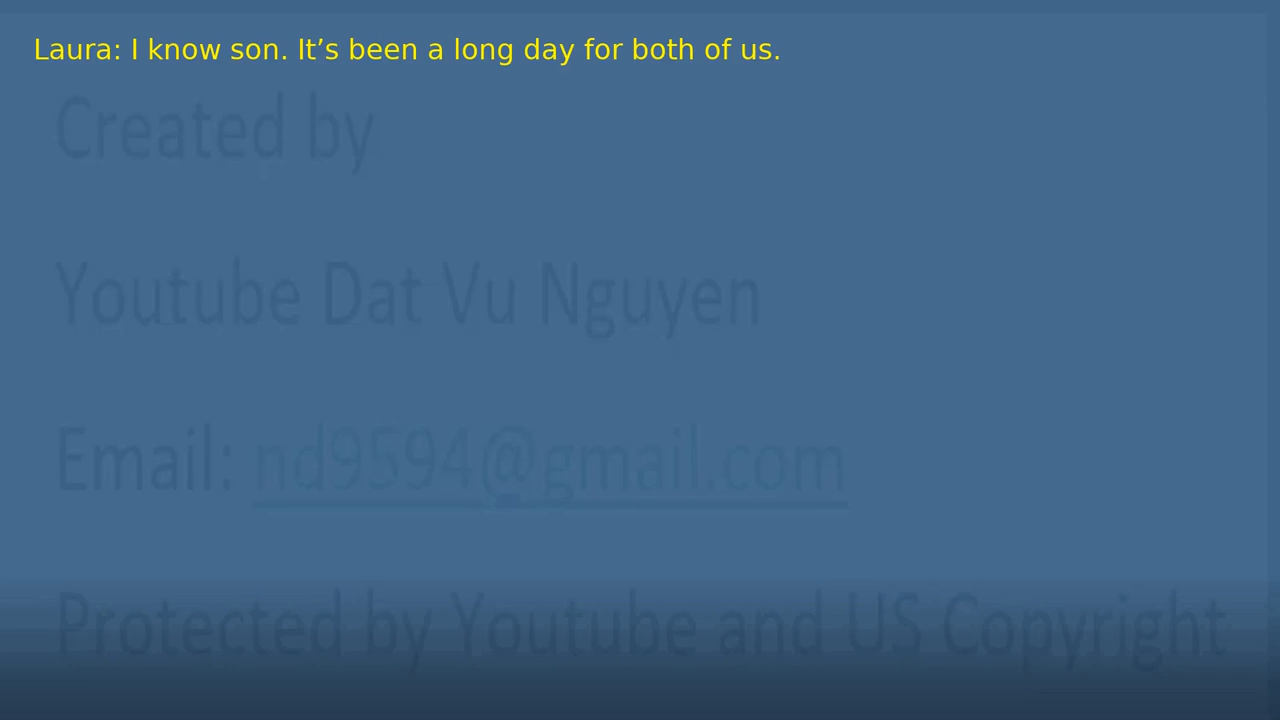 Laura: I know son. It’s been a long day for both of us.
Created by
Youtube Dat Vu Nguyen
Email: nd9594@gmail.com
Protected by Youtube and US Copyright